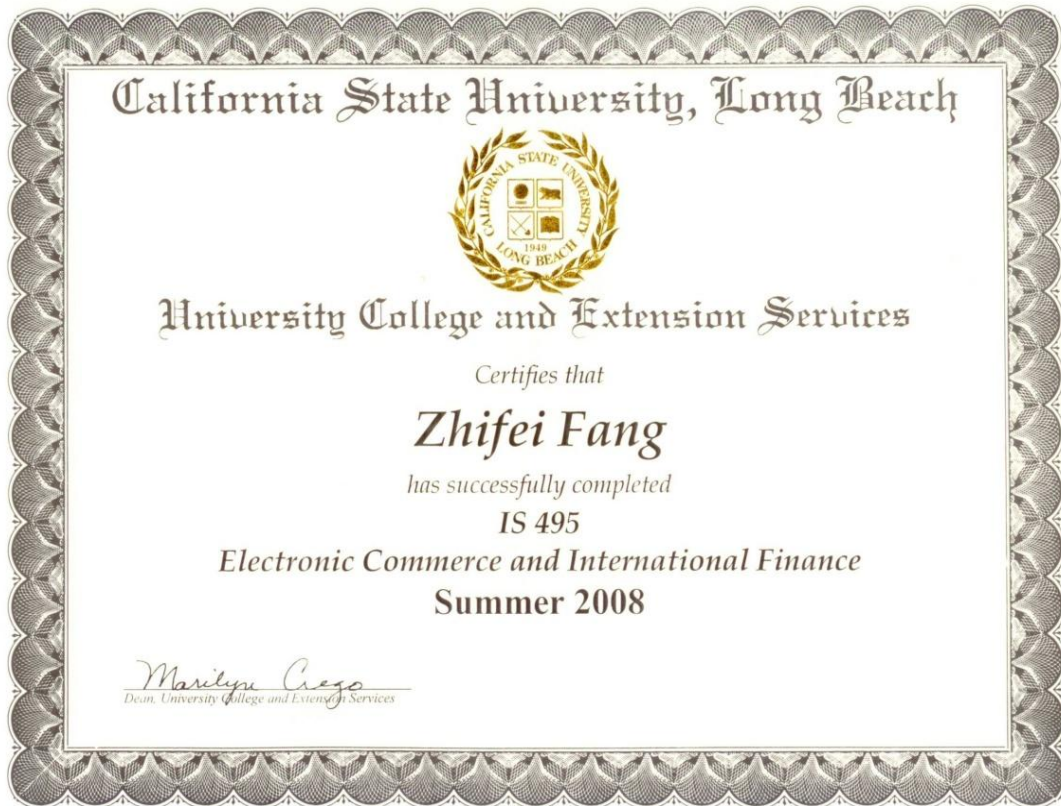 California State University, Long Beach
CALIFORNIA STATE UNIVERSITY
1949
LONG BEACH
University College and Extension Services
Certifies that
Zhifei Fang
has successfully completed
IS 495
Electronic Commerce and International Finance
Summer 2008
Marilyn Crego
Dean, University College and Extension Services